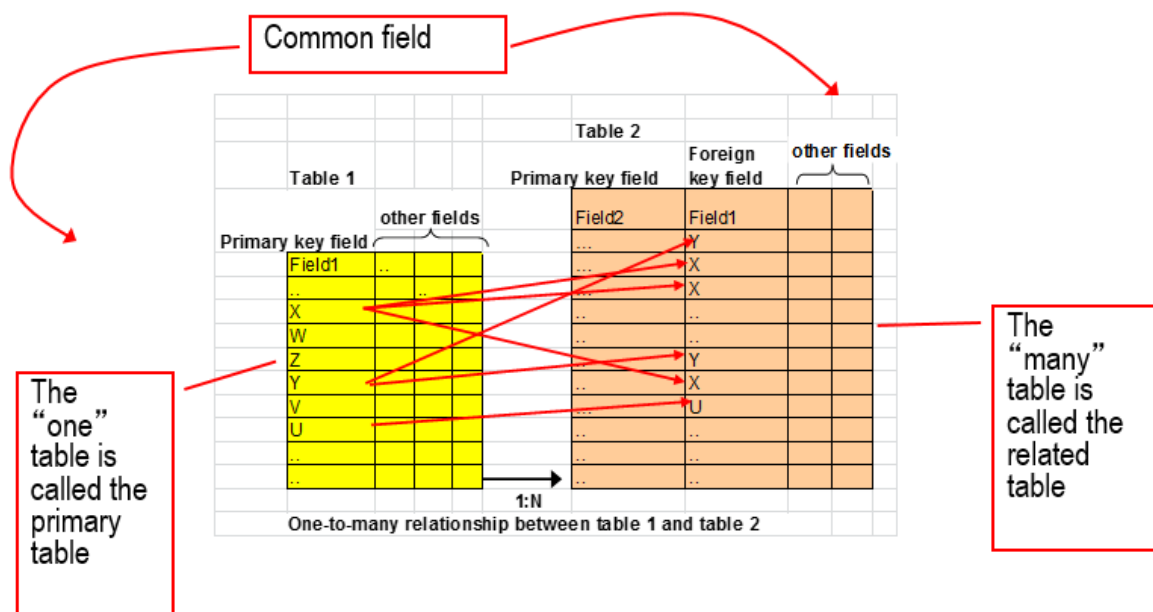 Common field
Table 2
Table 1
Primary key field
Foreign
key field
other fields
Primary key field
other fields
Field2 Field1
... Y
Field1 ..
... X
.. ..
... X
X
.. ..
W
.. ..
Z
.. Y
Y
.. X
V
... U
U
.. ..
..
.. ..
..
.. ..
1:N
One-to-many relationship between table 1 and table 2
The
“one”
table is
called the
primary
table
The
“many”
table is
called the
related
table